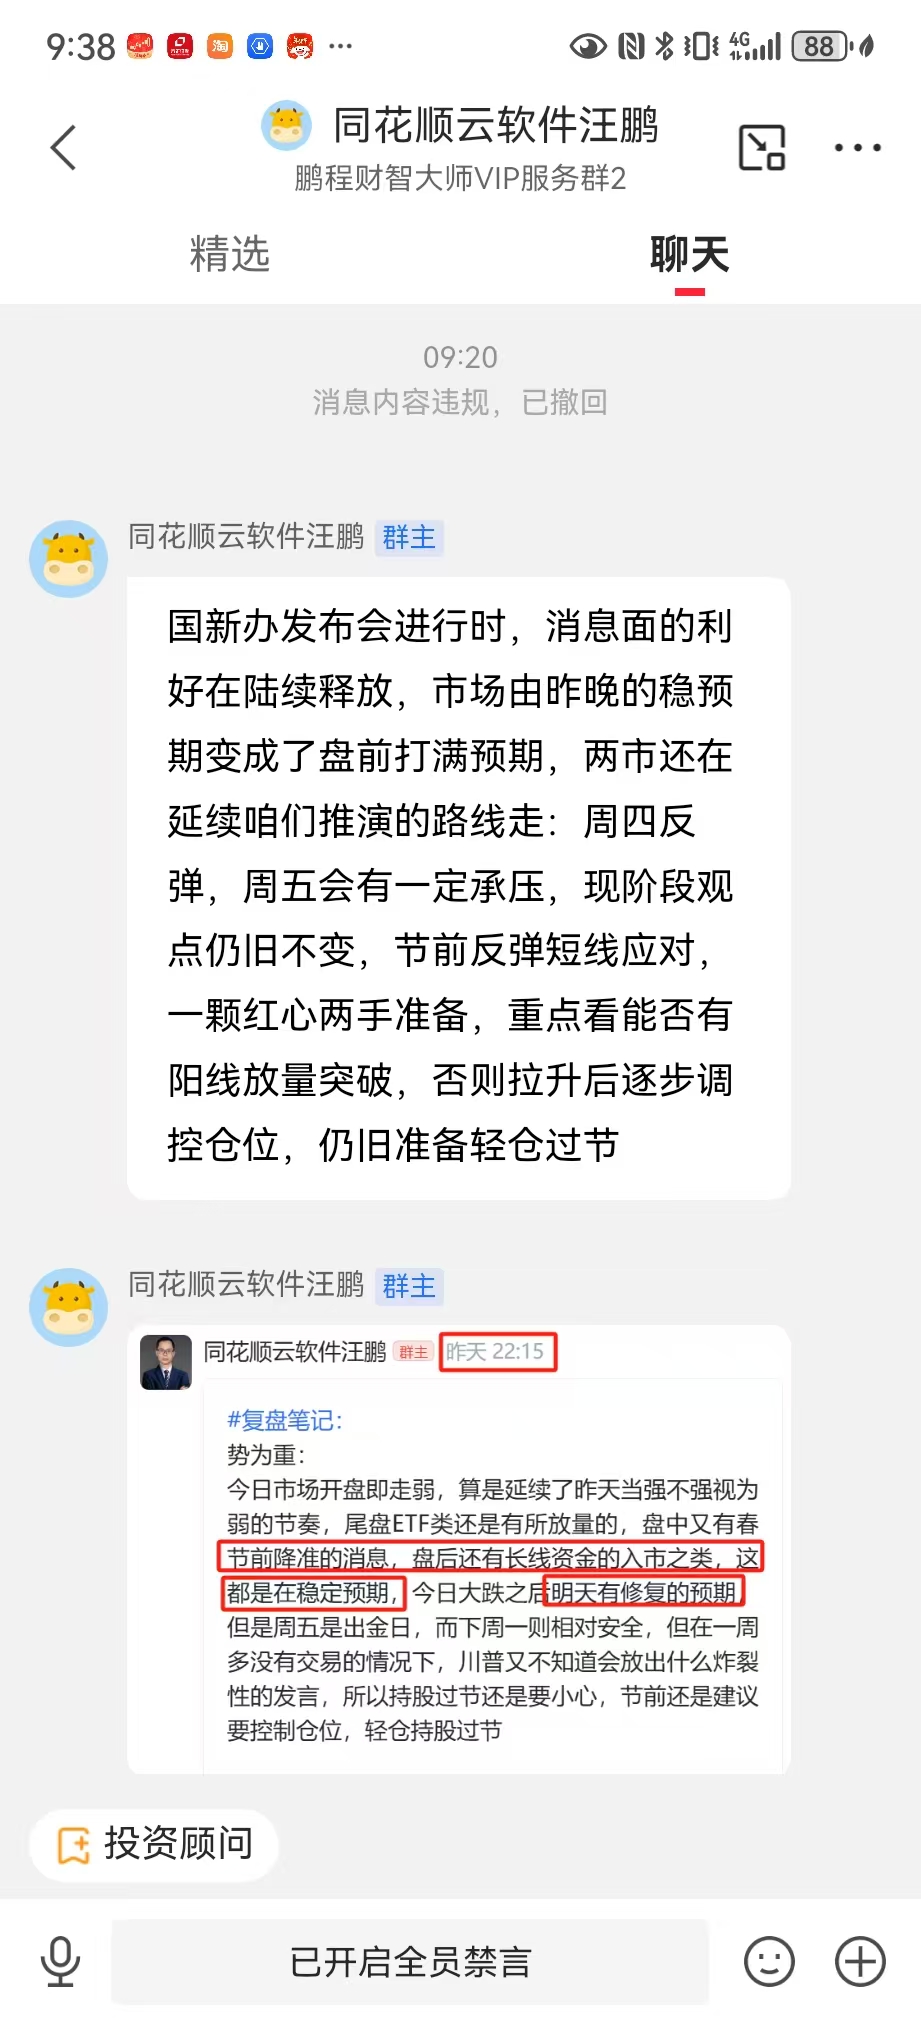 9:38
4G
88
同花顺云软件汪鹏
鹏程财智大师VIP服务群2
精选
聊天
09:20
消息内容违规，已撤回
同花顺云软件汪鹏 群主
国新办发布会进行时，消息面的利
好在陆续释放，市场由昨晚的稳预
期变成了盘前打满预期，两市还在
延续咱们推演的路线走：周四反
弹，周五会有一定承压，现阶段观
点仍旧不变，节前反弹短线应对，
一颗红心两手准备，重点看能否有
阳线放量突破，否则拉升后逐步调
控仓位，仍旧准备轻仓过节
同花顺云软件汪鹏 群主
同花顺云软件汪鹏 群主 昨天 22:15
#复盘笔记：
势为重：
今日市场开盘即走弱，算是延续了昨天当强不强视为
弱的节奏，尾盘ETF类还是有所放量的，盘中又有春
节前降准的消息，盘后还有长线资金的入市之类，这
都是在稳定预期，今日大跌之后明天有修复的预期，
但是周五是出金日，而下周一则相对安全，但在一周
多没有交易的情况下，川普又不知道会放出什么炸裂
性的发言，所以持股过节还是要小心，节前还是建议
要控制仓位，轻仓持股过节
投资顾问
已开启全员禁言